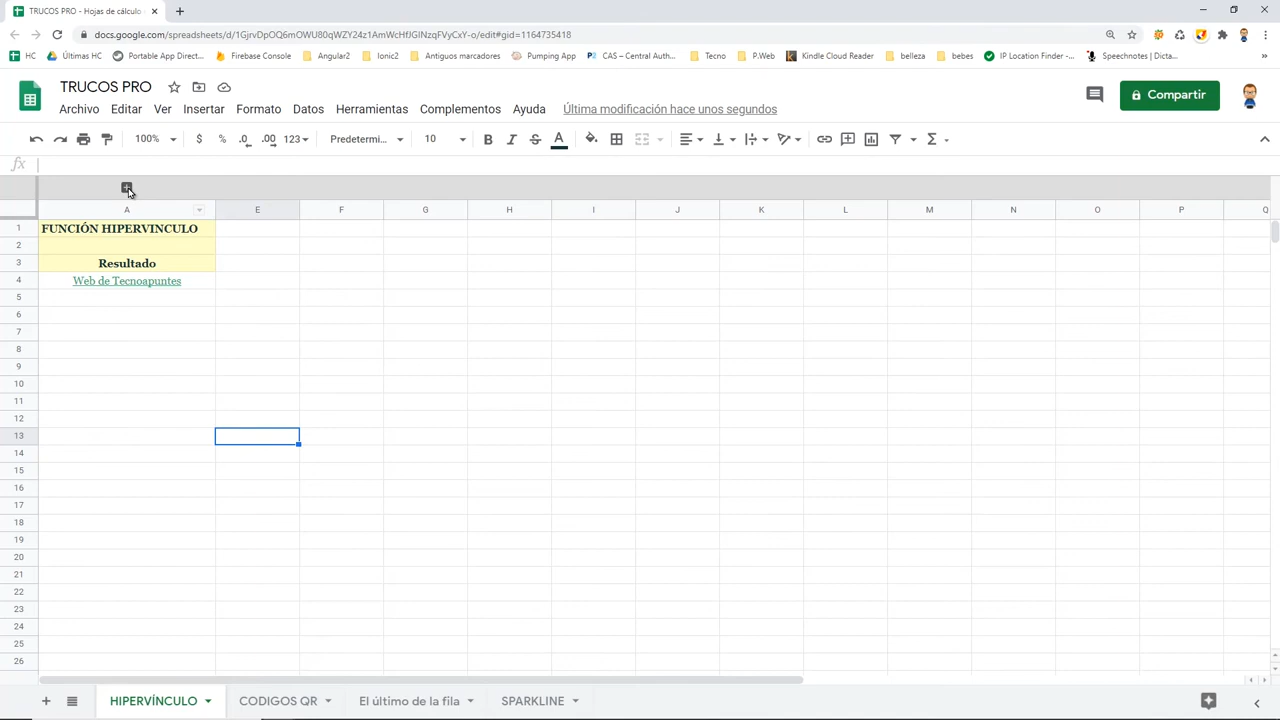 TRUCOS PRO - Hojas de cálculo
docs.google.com/spreadsheets/d/1GjrvDpOQ6mOWU80qWZY24z1AmWcHfJGlNzqFVyCxY-o/edit#gid=1164735418
HC
Últimas HC
Portable App Direct...
Firebase Console
Angular2
Ionic2
Antiguos marcadores
Pumping App
CAS – Central Auth...
Tecno
P.Web
Kindle Cloud Reader
belleza
bebes
IP Location Finder -...
Speechnotes | Dicta...
TRUCOS PRO
Archivo Editar Ver Insertar Formato Datos Herramientas Complementos Ayuda Última modificación hace unos segundos
Compartir
100% $ % .0 .00 123 Predetermi... 10 B I S A Σ
fx
A E F G H I J K L M N O P Q
1 FUNCIÓN HIPERVINCULO
2
3 Resultado
4 Web de Tecnoapuntes
5
6
7
8
9
10
11
12
13
14
15
16
17
18
19
20
21
22
23
24
25
26
HIPERVÍNCULO CODIGOS QR El último de la fila SPARKLINE